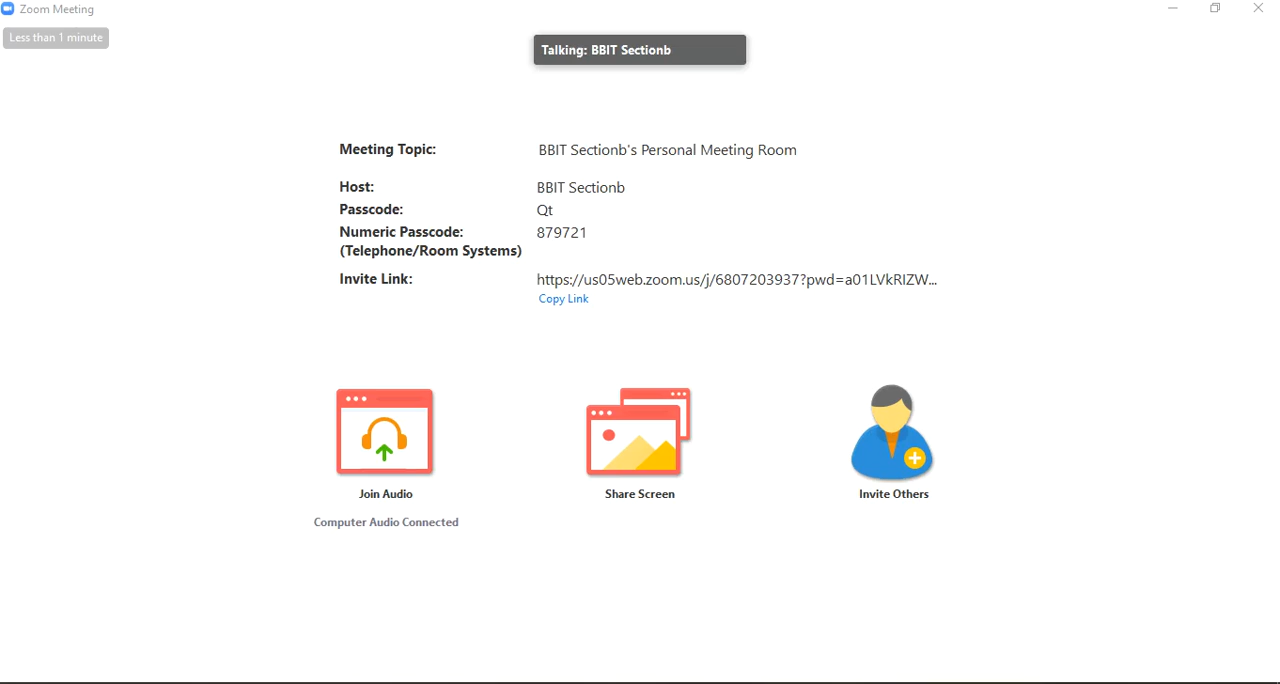 Zoom Meeting
Less than 1 minute
Talking: BBIT Sectionb
Meeting Topic: BBIT Sectionb's Personal Meeting Room
Host: BBIT Sectionb
Passcode: Qt
Numeric Passcode: 879721
(Telephone/Room Systems)
Invite Link: https://us05web.zoom.us/j/6807203937?pwd=a01LVkRIZW...
Copy Link
Join Audio Share Screen Invite Others
Computer Audio Connected